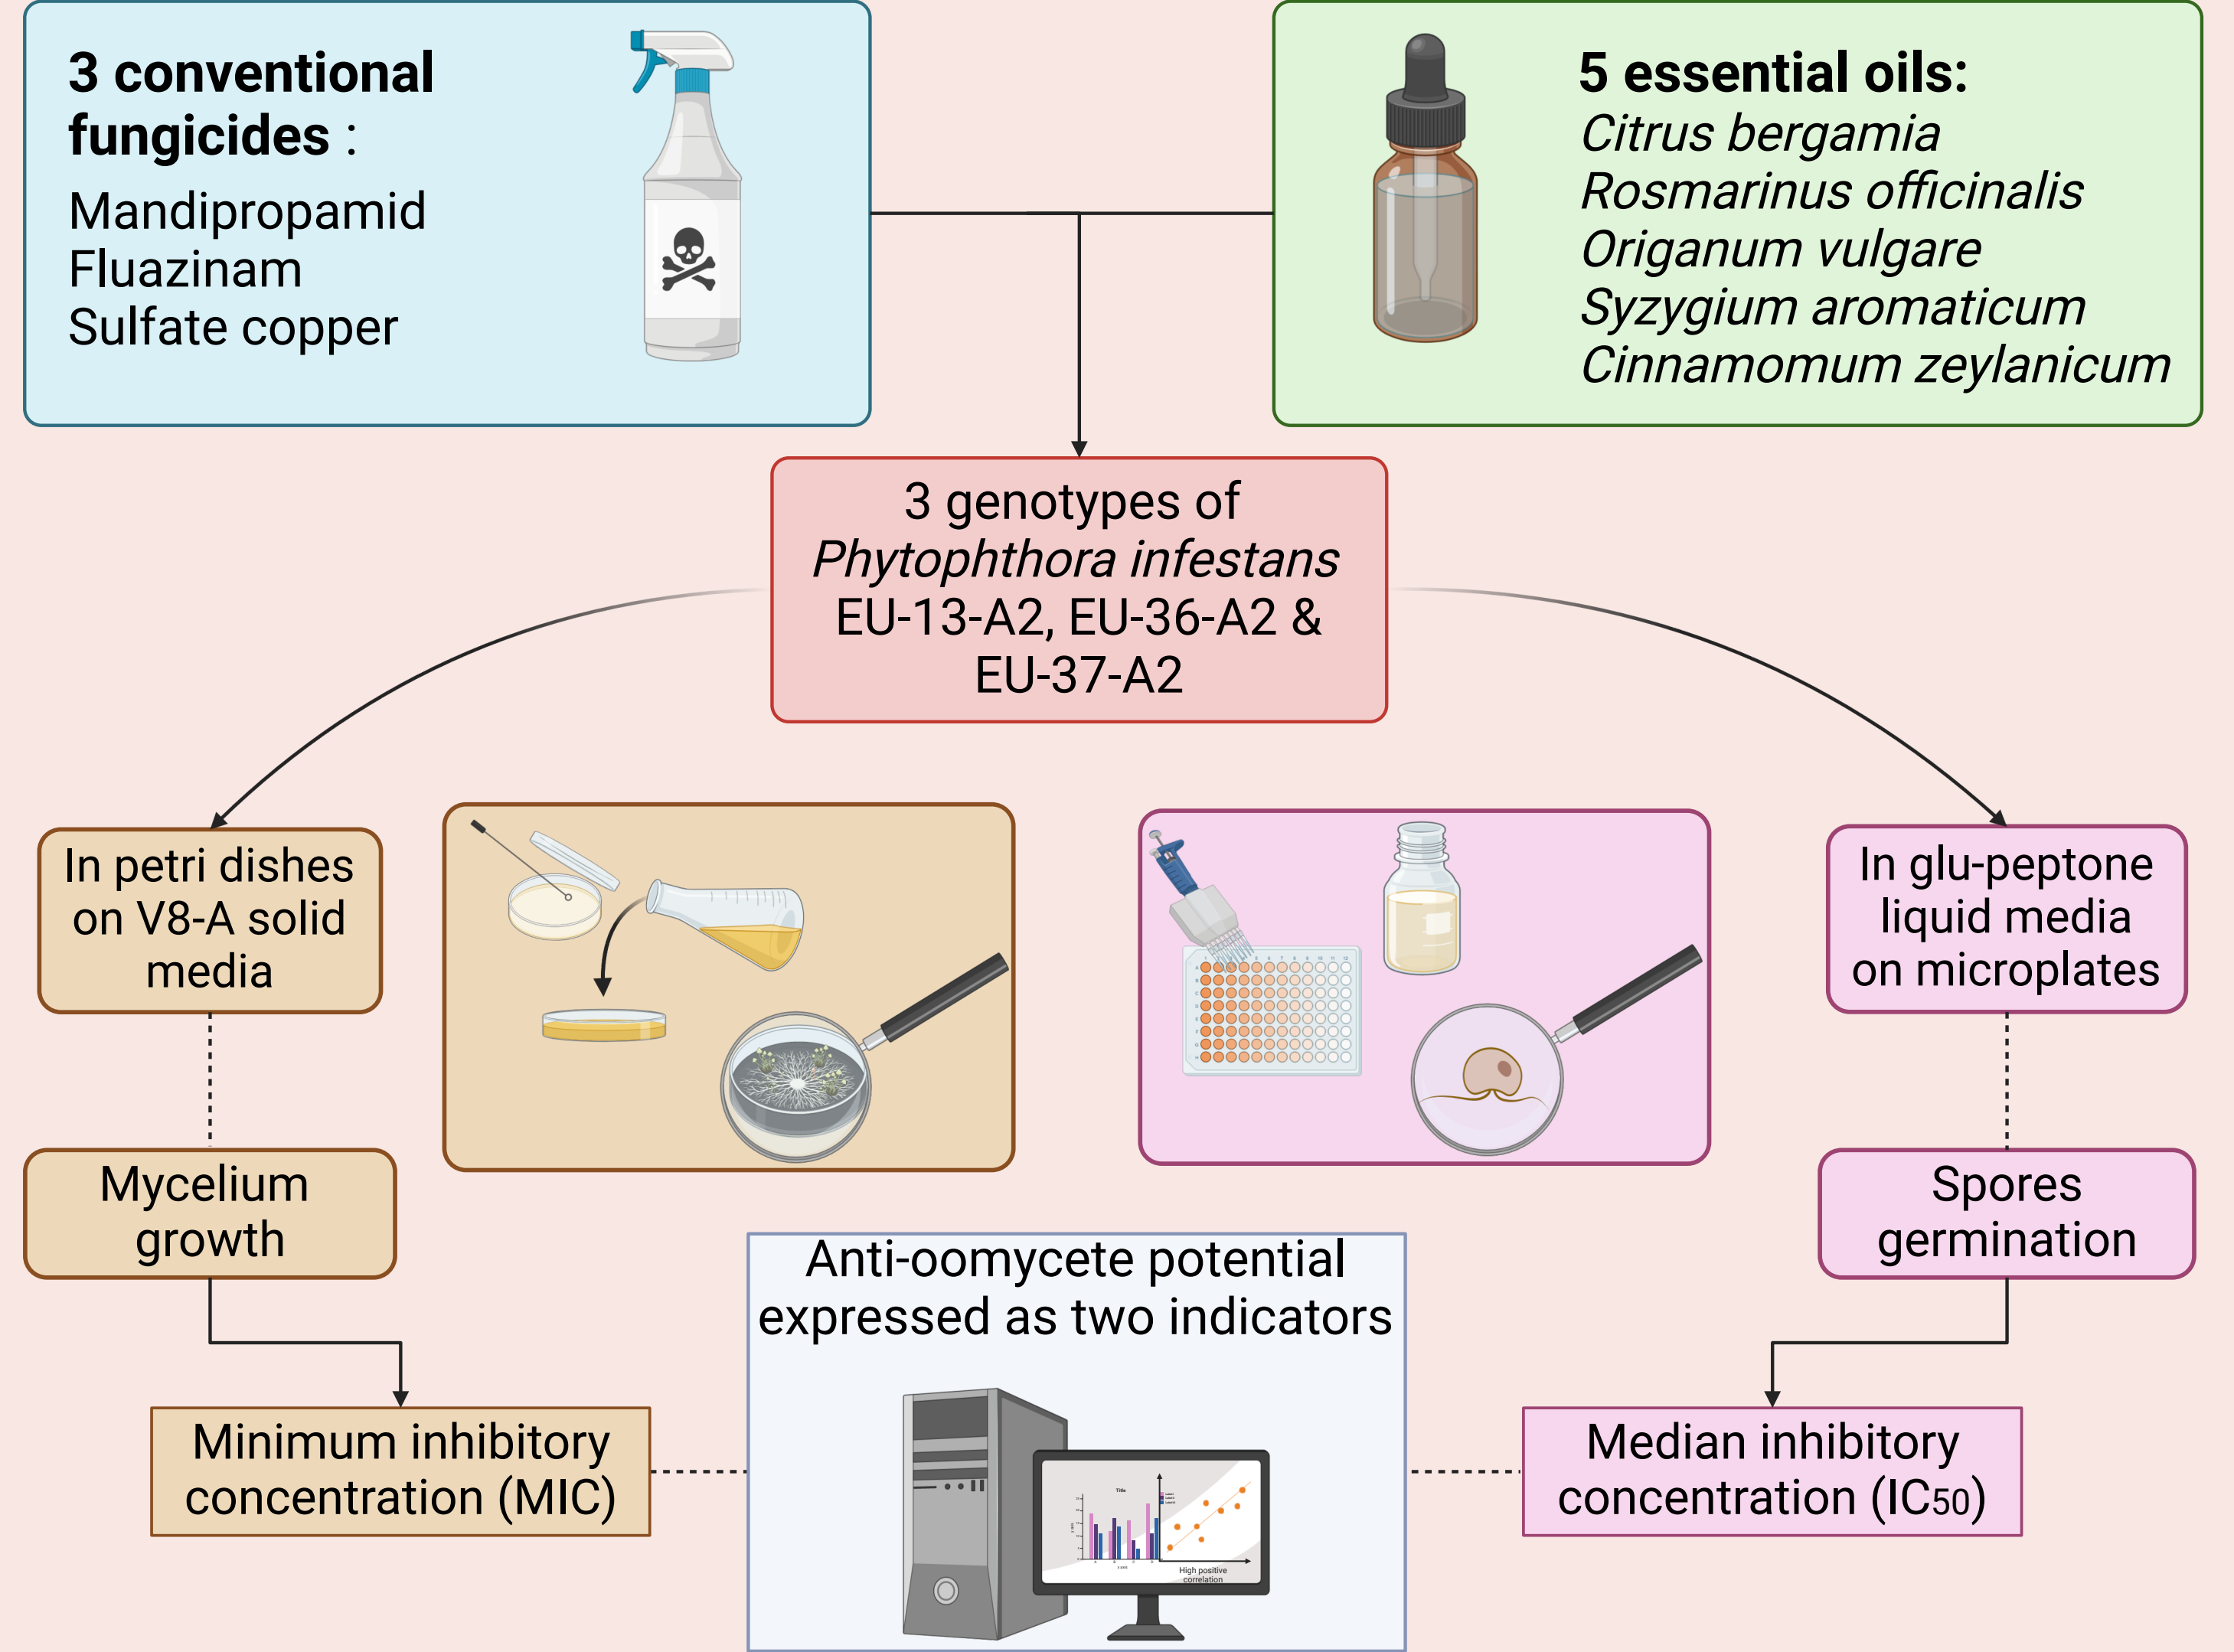 3 conventional
fungicides :
Mandipropamid
Fluazinam
Sulfate copper
5 essential oils:
Citrus bergamia
Rosmarinus officinalis
Origanum vulgare
Syzygium aromaticum
Cinnamomum zeylanicum
3 genotypes of
Phytophthora infestans
EU-13-A2, EU-36-A2 &
EU-37-A2
In petri dishes
on V8-A solid
media
In glu-peptone
liquid media
on microplates
Mycelium
growth
Spores
germination
Anti-oomycete potential
expressed as two indicators
Minimum inhibitory
concentration (MIC)
Median inhibitory
concentration (IC50)
Title
High positive
correlation